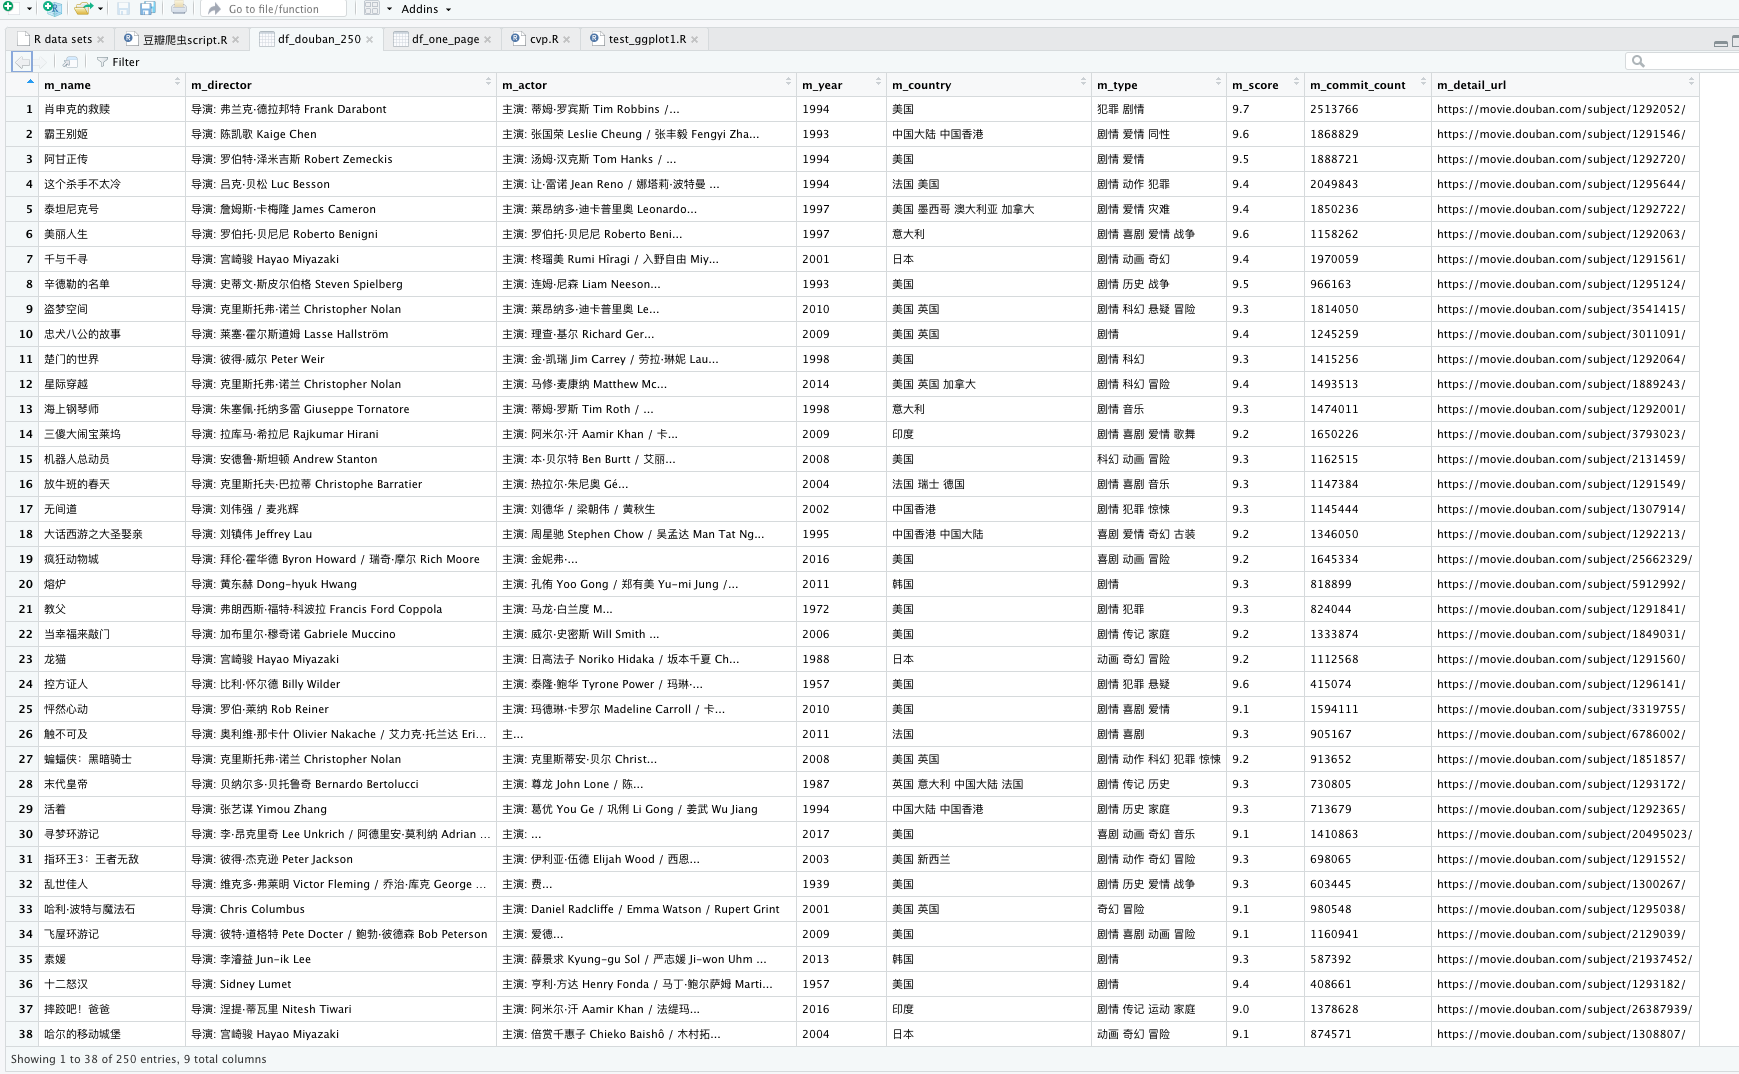 Go to file/function Addins
R data sets 豆瓣爬虫script.R df_douban_250 df_one_page cvp.R test_ggplot1.R
Filter
m_name m_director m_actor m_year m_country m_type m_score m_commit_count m_detail_url
1 肖申克的救赎 导演: 弗兰克·德拉邦特 Frank Darabont 主演: 蒂姆·罗宾斯 Tim Robbins /... 1994 美国 犯罪 剧情 9.7 2513766 https://movie.douban.com/subject/1292052/
2 霸王别姬 导演: 陈凯歌 Kaige Chen 主演: 张国荣 Leslie Cheung / 张丰毅 Fengyi Zha... 1993 中国大陆 中国香港 剧情 爱情 同性 9.6 1868829 https://movie.douban.com/subject/1291546/
3 阿甘正传 导演: 罗伯特·泽米吉斯 Robert Zemeckis 主演: 汤姆·汉克斯 Tom Hanks / ... 1994 美国 剧情 爱情 9.5 1888721 https://movie.douban.com/subject/1292720/
4 这个杀手不太冷 导演: 吕克·贝松 Luc Besson 主演: 让·雷诺 Jean Reno / 娜塔莉·波特曼 ... 1994 法国 美国 剧情 动作 犯罪 9.4 2049843 https://movie.douban.com/subject/1295644/
5 泰坦尼克号 导演: 詹姆斯·卡梅隆 James Cameron 主演: 莱昂纳多·迪卡普里奥 Leonardo... 1997 美国 墨西哥 澳大利亚 加拿大 剧情 爱情 灾难 9.4 1850236 https://movie.douban.com/subject/1292722/
6 美丽人生 导演: 罗伯托·贝尼尼 Roberto Benigni 主演: 罗伯托·贝尼尼 Roberto Beni... 1997 意大利 剧情 喜剧 爱情 战争 9.6 1158262 https://movie.douban.com/subject/1292063/
7 千与千寻 导演: 宫崎骏 Hayao Miyazaki 主演: 柊瑠美 Rumi Hîragi / 入野自由 Miy... 2001 日本 剧情 动画 奇幻 9.4 1970059 https://movie.douban.com/subject/1291561/
8 辛德勒的名单 导演: 史蒂文·斯皮尔伯格 Steven Spielberg 主演: 连姆·尼森 Liam Neeson... 1993 美国 剧情 历史 战争 9.5 966163 https://movie.douban.com/subject/1295124/
9 盗梦空间 导演: 克里斯托弗·诺兰 Christopher Nolan 主演: 莱昂纳多·迪卡普里奥 Le... 2010 美国 英国 剧情 科幻 悬疑 冒险 9.3 1814050 https://movie.douban.com/subject/3541415/
10 忠犬八公的故事 导演: 莱塞·霍尔斯道姆 Lasse Hallström 主演: 理查·基尔 Richard Ger... 2009 美国 英国 剧情 9.4 1245259 https://movie.douban.com/subject/3011091/
11 楚门的世界 导演: 彼得·威尔 Peter Weir 主演: 金·凯瑞 Jim Carrey / 劳拉·琳妮 Lau... 1998 美国 剧情 科幻 9.3 1415256 https://movie.douban.com/subject/1292064/
12 星际穿越 导演: 克里斯托弗·诺兰 Christopher Nolan 主演: 马修·麦康纳 Matthew Mc... 2014 美国 英国 加拿大 剧情 科幻 冒险 9.4 1493513 https://movie.douban.com/subject/1889243/
13 海上钢琴师 导演: 朱塞佩·托纳多雷 Giuseppe Tornatore 主演: 蒂姆·罗斯 Tim Roth / ... 1998 意大利 剧情 音乐 9.3 1474011 https://movie.douban.com/subject/1292001/
14 三傻大闹宝莱坞 导演: 拉库马·希拉尼 Rajkumar Hirani 主演: 阿米尔·汗 Aamir Khan / 卡... 2009 印度 剧情 喜剧 爱情 歌舞 9.2 1650226 https://movie.douban.com/subject/3793023/
15 机器人总动员 导演: 安德鲁·斯坦顿 Andrew Stanton 主演: 本·贝尔特 Ben Burtt / 艾丽... 2008 美国 科幻 动画 冒险 9.3 1162515 https://movie.douban.com/subject/2131459/
16 放牛班的春天 导演: 克里斯托夫·巴拉蒂 Christophe Barratier 主演: 热拉尔·朱尼奥 Gé... 2004 法国 瑞士 德国 剧情 喜剧 音乐 9.3 1147384 https://movie.douban.com/subject/1291549/
17 无间道 导演: 刘伟强 / 麦兆辉 主演: 刘德华 / 梁朝伟 / 黄秋生 2002 中国香港 剧情 犯罪 惊悚 9.3 1145444 https://movie.douban.com/subject/1307914/
18 大话西游之大圣娶亲 导演: 刘镇伟 Jeffrey Lau 主演: 周星驰 Stephen Chow / 吴孟达 Man Tat Ng... 1995 中国香港 中国大陆 喜剧 爱情 奇幻 古装 9.2 1346050 https://movie.douban.com/subject/1292213/
19 疯狂动物城 导演: 拜伦·霍华德 Byron Howard / 瑞奇·摩尔 Rich Moore 主演: 金妮弗·... 2016 美国 喜剧 动画 冒险 9.2 1645334 https://movie.douban.com/subject/25662329/
20 熔炉 导演: 黄东赫 Dong-hyuk Hwang 主演: 孔侑 Yoo Gong / 郑有美 Yu-mi Jung /... 2011 韩国 剧情 9.3 818899 https://movie.douban.com/subject/5912992/
21 教父 导演: 弗朗西斯·福特·科波拉 Francis Ford Coppola 主演: 马龙·白兰度 M... 1972 美国 剧情 犯罪 9.3 824044 https://movie.douban.com/subject/1291841/
22 当幸福来敲门 导演: 加布里尔·穆奇诺 Gabriele Muccino 主演: 威尔·史密斯 Will Smith ... 2006 美国 剧情 传记 家庭 9.2 1333874 https://movie.douban.com/subject/1849031/
23 龙猫 导演: 宫崎骏 Hayao Miyazaki 主演: 日高法子 Noriko Hidaka / 坂本千夏 Ch... 1988 日本 动画 奇幻 冒险 9.2 1112568 https://movie.douban.com/subject/1291560/
24 控方证人 导演: 比利·怀尔德 Billy Wilder 主演: 泰隆·鲍华 Tyrone Power / 玛琳·... 1957 美国 剧情 犯罪 悬疑 9.6 415074 https://movie.douban.com/subject/1296141/
25 怦然心动 导演: 罗伯·莱纳 Rob Reiner 主演: 玛德琳·卡罗尔 Madeline Carroll / 卡... 2010 美国 剧情 喜剧 爱情 9.1 1594111 https://movie.douban.com/subject/3319755/
26 触不可及 导演: 奥利维·那卡什 Olivier Nakache / 艾力克·托兰达 Eri... 主... 2011 法国 剧情 喜剧 9.3 905167 https://movie.douban.com/subject/6786002/
27 蝙蝠侠：黑暗骑士 导演: 克里斯托弗·诺兰 Christopher Nolan 主演: 克里斯蒂安·贝尔 Christ... 2008 美国 英国 剧情 动作 科幻 犯罪 惊悚 9.2 913652 https://movie.douban.com/subject/1851857/
28 末代皇帝 导演: 贝纳尔多·贝托鲁奇 Bernardo Bertolucci 主演: 尊龙 John Lone / 陈... 1987 英国 意大利 中国大陆 法国 剧情 传记 历史 9.3 730805 https://movie.douban.com/subject/1293172/
29 活着 导演: 张艺谋 Yimou Zhang 主演: 葛优 You Ge / 巩俐 Li Gong / 姜武 Wu Jiang 1994 中国大陆 中国香港 剧情 历史 家庭 9.3 713679 https://movie.douban.com/subject/1292365/
30 寻梦环游记 导演: 李·昂克里奇 Lee Unkrich / 阿德里安·莫利纳 Adrian ... 主演: ... 2017 美国 喜剧 动画 奇幻 音乐 9.1 1410863 https://movie.douban.com/subject/20495023/
31 指环王3：王者无敌 导演: 彼得·杰克逊 Peter Jackson 主演: 伊利亚·伍德 Elijah Wood / 西恩... 2003 美国 新西兰 剧情 动作 奇幻 冒险 9.3 698065 https://movie.douban.com/subject/1291552/
32 乱世佳人 导演: 维克多·弗莱明 Victor Fleming / 乔治·库克 George ... 主演: 费... 1939 美国 剧情 历史 爱情 战争 9.3 603445 https://movie.douban.com/subject/1300267/
33 哈利·波特与魔法石 导演: Chris Columbus 主演: Daniel Radcliffe / Emma Watson / Rupert Grint 2001 美国 英国 奇幻 冒险 9.1 980548 https://movie.douban.com/subject/1295038/
34 飞屋环游记 导演: 彼特·道格特 Pete Docter / 鲍勃·彼德森 Bob Peterson 主演: 爱德... 2009 美国 剧情 喜剧 动画 冒险 9.1 1160941 https://movie.douban.com/subject/2129039/
35 素媛 导演: 李濬益 Jun-ik Lee 主演: 薛景求 Kyung-gu Sol / 严志媛 Ji-won Uhm ... 2013 韩国 剧情 9.3 587392 https://movie.douban.com/subject/21937452/
36 十二怒汉 导演: Sidney Lumet 主演: 亨利·方达 Henry Fonda / 马丁·鲍尔萨姆 Marti... 1957 美国 剧情 9.4 408661 https://movie.douban.com/subject/1293182/
37 摔跤吧！爸爸 导演: 涅提·蒂瓦里 Nitesh Tiwari 主演: 阿米尔·汗 Aamir Khan / 法缇玛... 2016 印度 剧情 传记 运动 家庭 9.0 1378628 https://movie.douban.com/subject/26387939/
38 哈尔的移动城堡 导演: 宫崎骏 Hayao Miyazaki 主演: 倍赏千惠子 Chieko Baishô / 木村拓... 2004 日本 动画 奇幻 冒险 9.1 874571 https://movie.douban.com/subject/1308807/
Showing 1 to 38 of 250 entries, 9 total columns